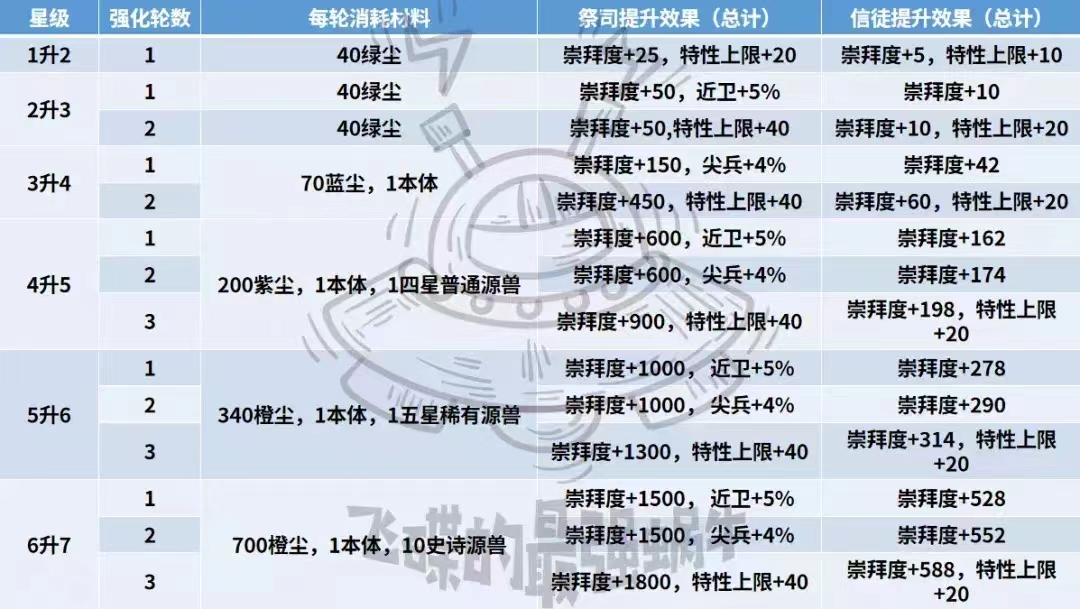 星级 强化轮数 每轮消耗材料 祭司提升效果（总计） 信徒提升效果（总计）
1升2 1 40绿尘 崇拜度+25，特性上限+20 崇拜度+5，特性上限+10
2升3 1 40绿尘 崇拜度+50，近卫+5% 崇拜度+10
2 40绿尘 崇拜度+50,特性上限+40 崇拜度+10，特性上限+20
3升4 1 70蓝尘，1本体 崇拜度+150，尖兵+4% 崇拜度+42
2 崇拜度+450，特性上限+40 崇拜度+60，特性上限+20
4升5 1 200紫尘，1本体，1四星普通源兽 崇拜度+600，近卫+5% 崇拜度+162
2 崇拜度+600，尖兵+4% 崇拜度+174
3 崇拜度+900，特性上限+40 崇拜度+198，特性上限
+20
5升6 1 340橙尘，1本体，1五星稀有源兽 崇拜度+1000， 近卫+5% 崇拜度+278
2 崇拜度+1000， 尖兵+4% 崇拜度+290
3 崇拜度+1300，特性上限+40 崇拜度+314，特性上限
+20
6升7 1 700橙尘，1本体，10史诗源兽 崇拜度+1500， 近卫+5% 崇拜度+528
2 崇拜度+1500， 尖兵+4% 崇拜度+552
3 崇拜度+1800，特性上限+40 崇拜度+588，特性上限
+20
飞碟的最强蜗牛